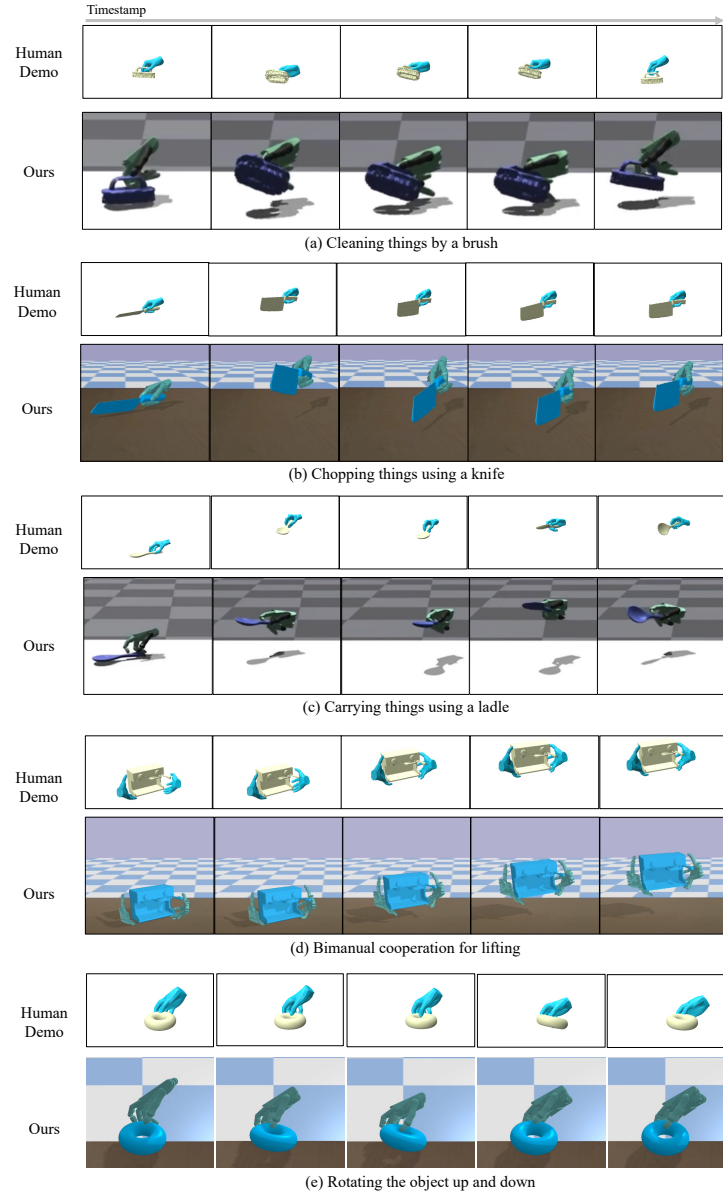 Timestamp
Human
Demo
Ours
(a) Cleaning things by a brush
Human
Demo
Ours
(b) Chopping things using a knife
Human
Demo
Ours
(c) Carrying things using a ladle
Human
Demo
Ours
(d) Bimanual cooperation for lifting
Human
Demo
Ours
(e) Rotating the object up and down